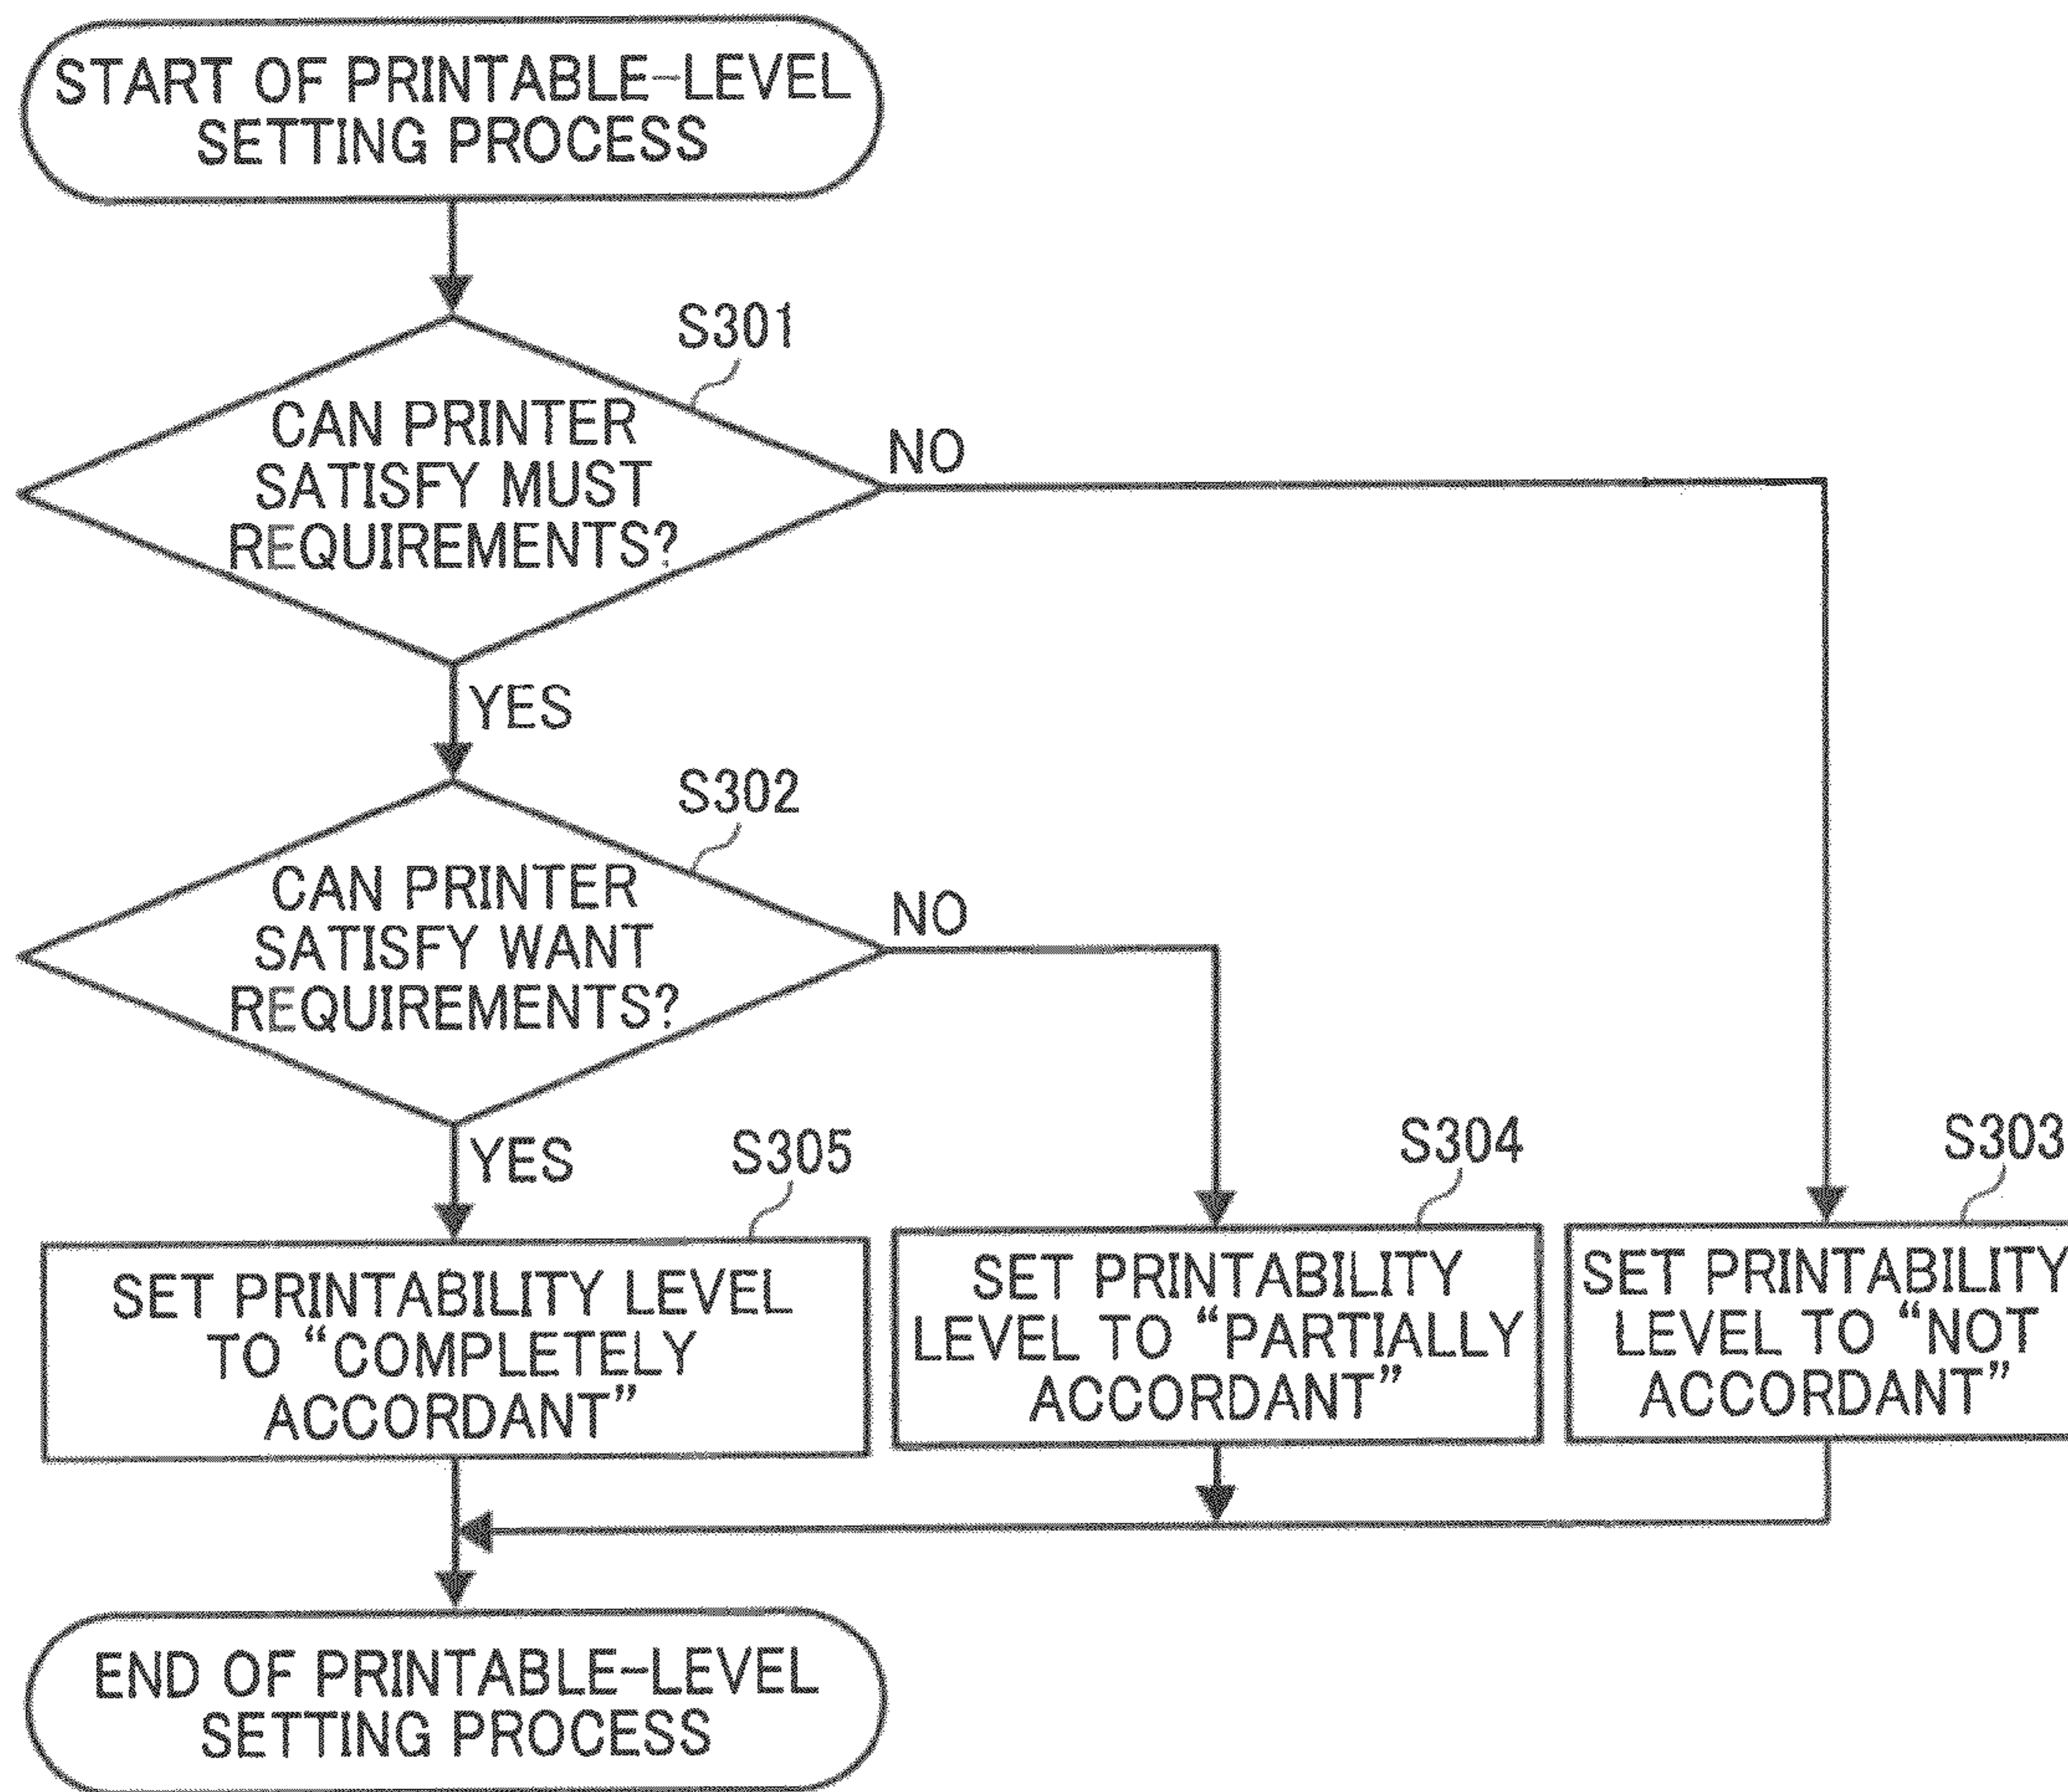 START OF PRINTABLE-LEVEL
SETTING PROCESS
S301
CAN PRINTER
SATISFY MUST
REQUIREMENTS?
NO
YES
S302
CAN PRINTER
SATISFY WANT
REQUIREMENTS?
NO
YES
S305
SET PRINTABILITY LEVEL
TO “COMPLETELY
ACCORDANT”
S304
SET PRINTABILITY
LEVEL TO “PARTIALLY
ACCORDANT”
S303
SET PRINTABILITY
LEVEL TO “NOT
ACCORDANT”
END OF PRINTABLE-LEVEL
SETTING PROCESS